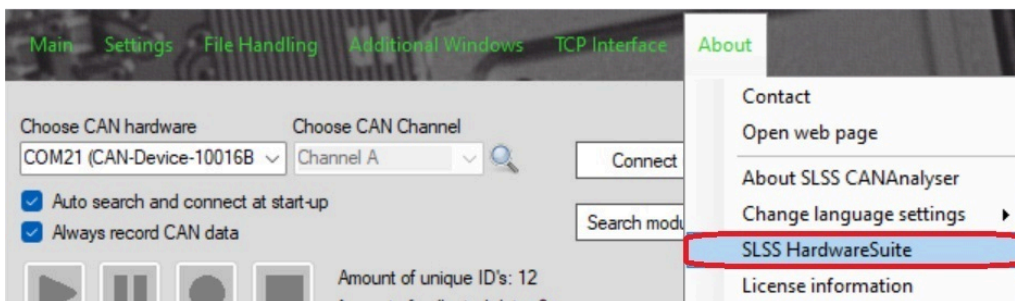 Main Settings File Handling Additional Windows TCP Interface About
Contact
Open web page
About SLSS CANAnalyser
Change language settings
SLSS HardwareSuite
License information
Choose CAN hardware Choose CAN Channel
COM21 (CAN-Device-10016B Channel A Connect
Auto search and connect at start-up
Always record CAN data
Search modu
Amount of unique ID's: 12